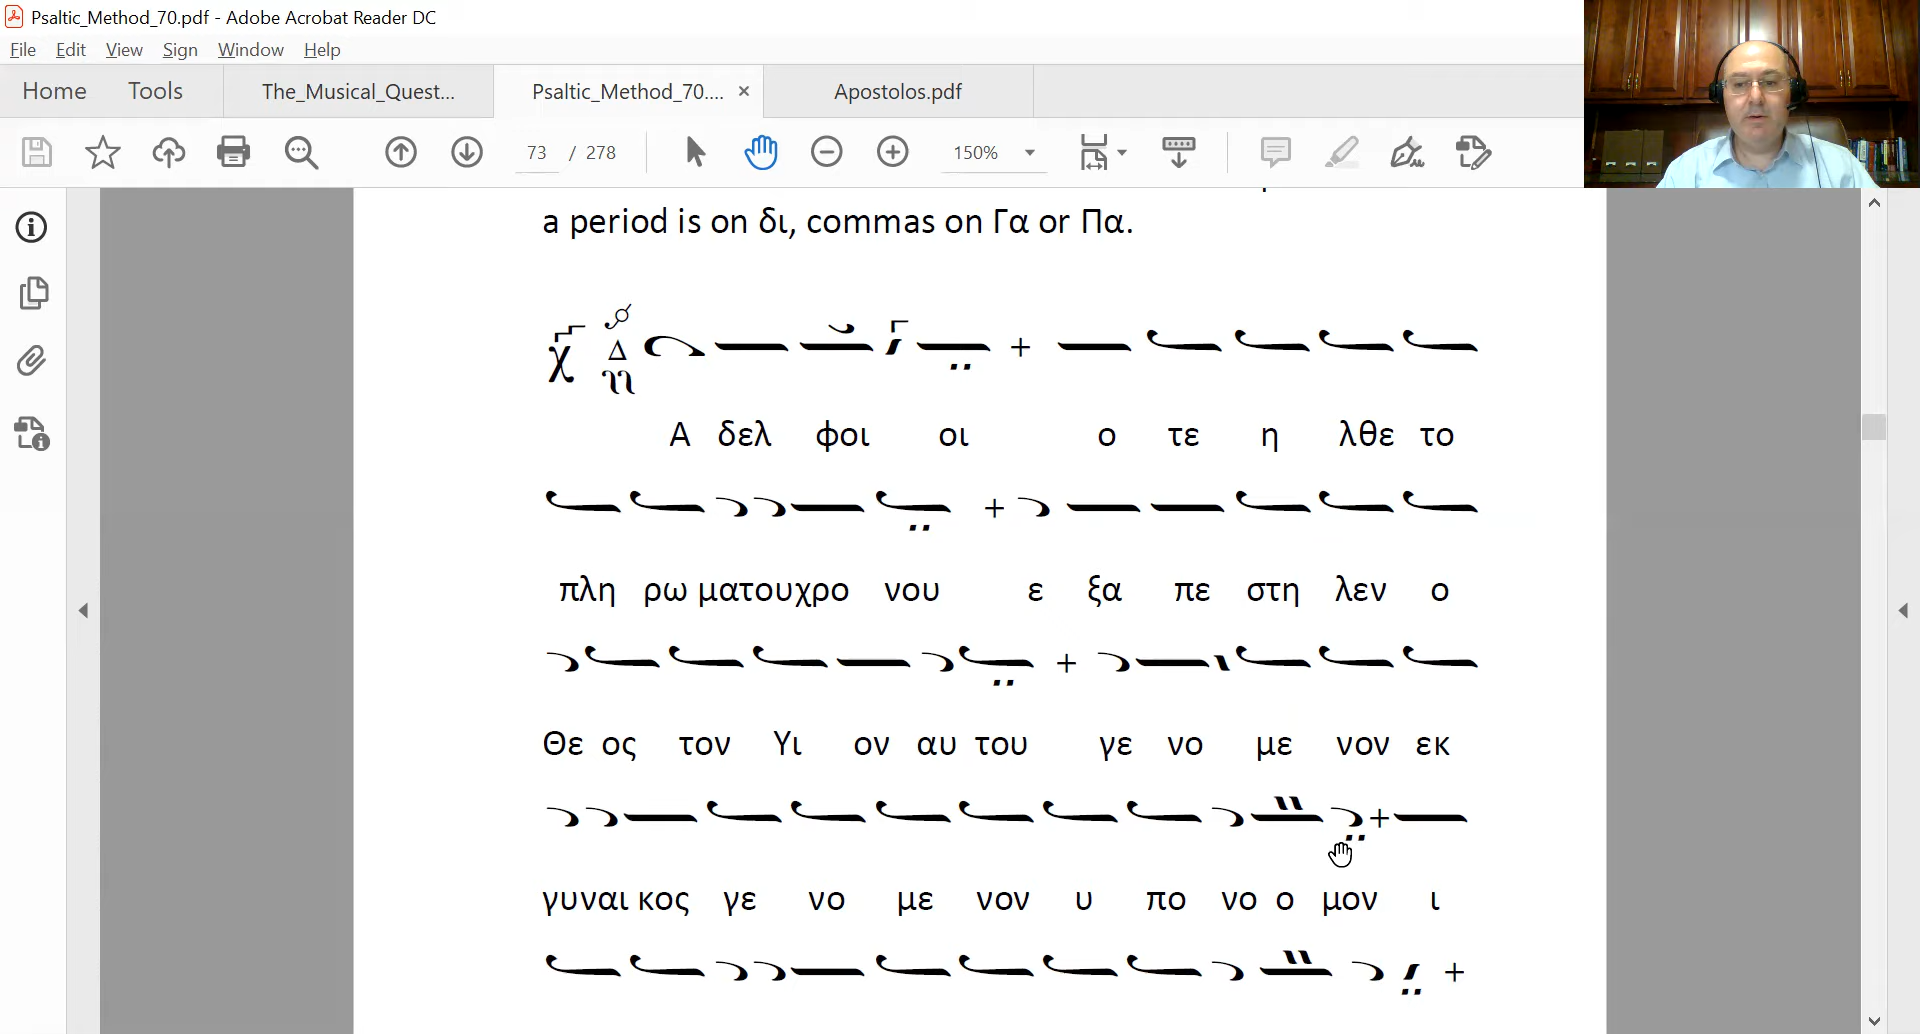 Psaltic_Method_70.pdf - Adobe Acrobat Reader DC
File Edit View Sign Window Help
Home Tools The_Musical_Quest... Psaltic_Method_70.... × Apostolos.pdf
73 / 278 150%
a period is on δι, commas on Γα or Πα.
Α δελ φοι οι ο τε η λθε το
πλη ρω ματουχρο νου ε ξα πε στη λεν ο
Θε ος τον Υι ον αυ του γε νο με νον εκ
γυναι κος γε νο με νον υ πο νο ο μον ι